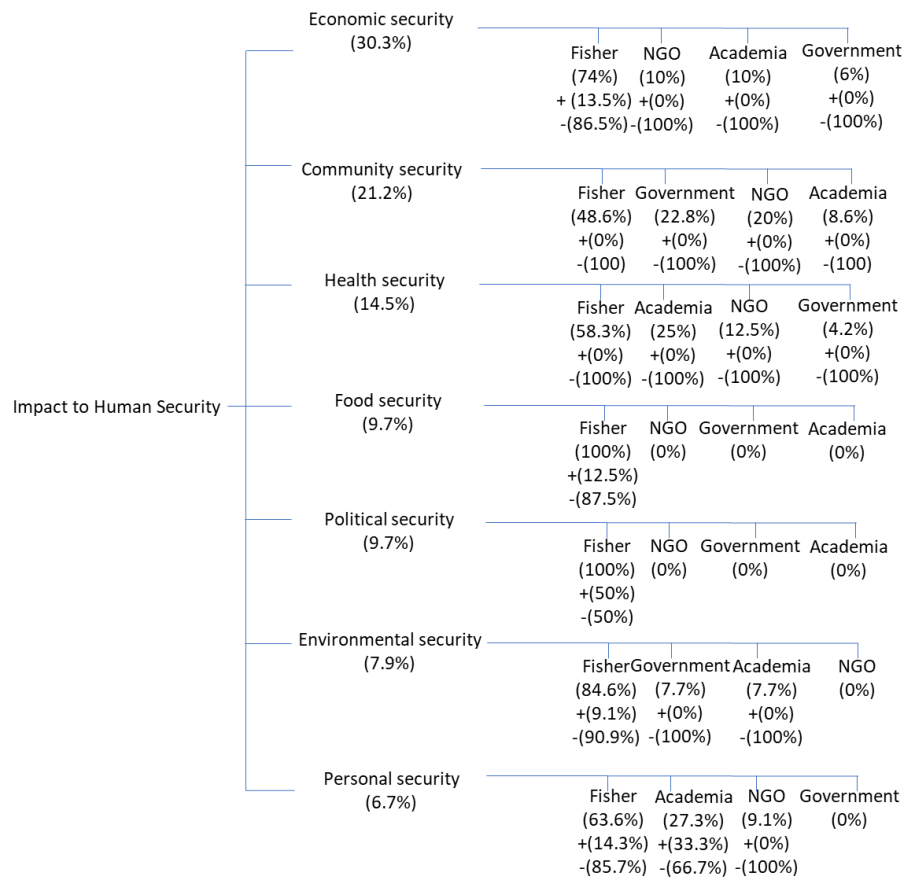 Economic security
(30.3%)
Fisher NGO Academia Government
(74%) (10%) (10%) (6%)
+ (13.5%) +(0%) +(0%) +(0%)
-(86.5%) -(100%) -(100%) -(100%)
Community security
(21.2%)
Fisher Government NGO Academia
(48.6%) (22.8%) (20%) (8.6%)
+(0%) +(0%) +(0%) +(0%)
-(100) -(100%) -(100%) -(100)
Health security
(14.5%)
Fisher Academia NGO Government
(58.3%) (25%) (12.5%) (4.2%)
+(0%) +(0%) +(0%) +(0%)
-(100%) -(100%) -(100%) -(100%)
Impact to Human Security
Food security
(9.7%)
Fisher NGO Government Academia
(100%) (0%) (0%) (0%)
+(12.5%)
-(87.5%)
Political security
(9.7%)
Fisher NGO Government Academia
(100%) (0%) (0%) (0%)
+(50%)
-(50%)
Environmental security
(7.9%)
Fisher Government Academia NGO
(84.6%) (7.7%) (7.7%) (0%)
+(9.1%) +(0%) +(0%)
-(90.9%) -(100%) -(100%)
Personal security
(6.7%)
Fisher Academia NGO Government
(63.6%) (27.3%) (9.1%) (0%)
+(14.3%) +(33.3%) +(0%)
-(85.7%) -(66.7%) -(100%)